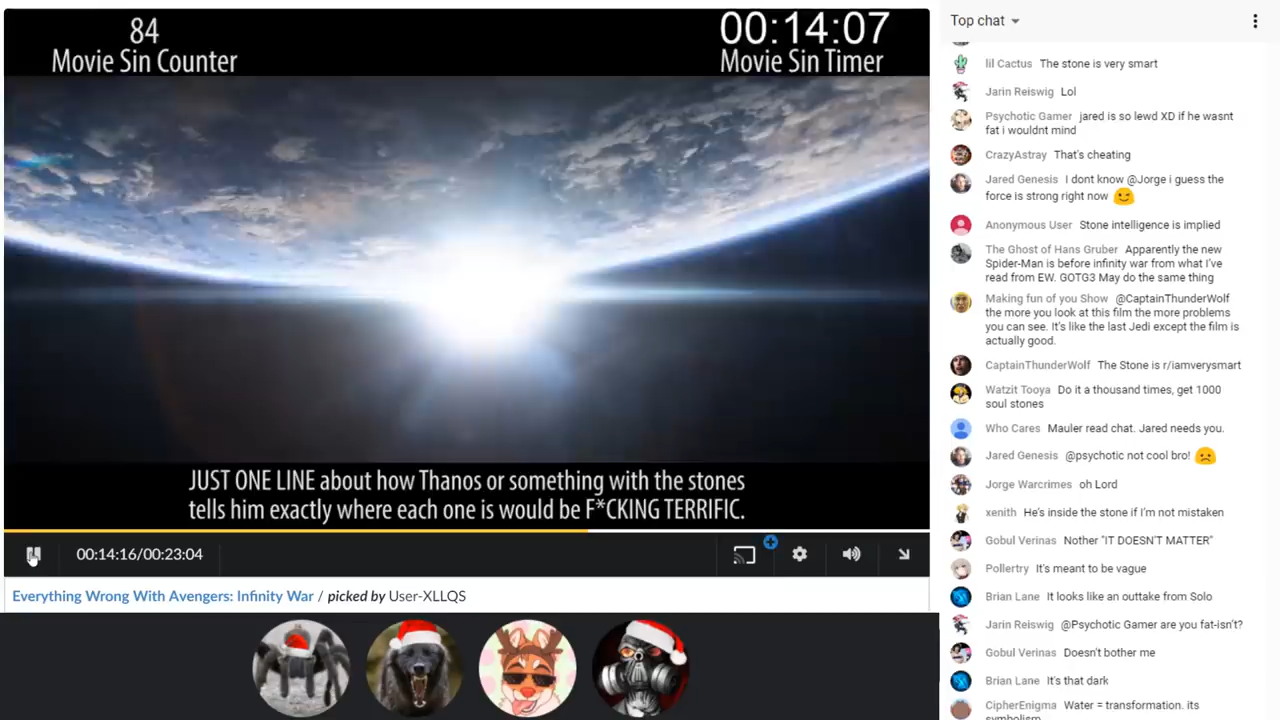 84
Movie Sin Counter
00:14:07
Movie Sin Timer
JUST ONE LINE about how Thanos or something with the stones
tells him exactly where each one is would be F*CKING TERRIFIC.
00:14:16/00:23:04
Everything Wrong With Avengers: Infinity War / picked by User-XLLQS
Top chat
lil Cactus The stone is very smart
Jarin Reiswig Lol
Psychotic Gamer jared is so lewd XD if he wasnt
fat i wouldnt mind
CrazyAstray That's cheating
Jared Genesis I dont know @Jorge i guess the
force is strong right now 😉
Anonymous User Stone intelligence is implied
The Ghost of Hans Gruber Apparently the new
Spider-Man is before infinity war from what I've
read from EW. GOTG3 May do the same thing
Making fun of you Show @CaptainThunderWolf
the more you look at this film the more problems
you can see. It's like the last Jedi except the film is
actually good.
CaptainThunderWolf The Stone is r/iamverysmart
Watzit Tooya Do it a thousand times, get 1000
soul stones
Who Cares Mauler read chat. Jared needs you.
Jared Genesis @psychotic not cool bro! ☹️
Jorge Warcrimes oh Lord
xenith He's inside the stone if I'm not mistaken
Gobul Verinas Nother "IT DOESN'T MATTER"
Pollertry It's meant to be vague
Brian Lane It looks like an outtake from Solo
Jarin Reiswig @Psychotic Gamer are you fat-isn't?
Gobul Verinas Doesn't bother me
Brian Lane It's that dark
CipherEnigma Water = transformation. its
symbolism